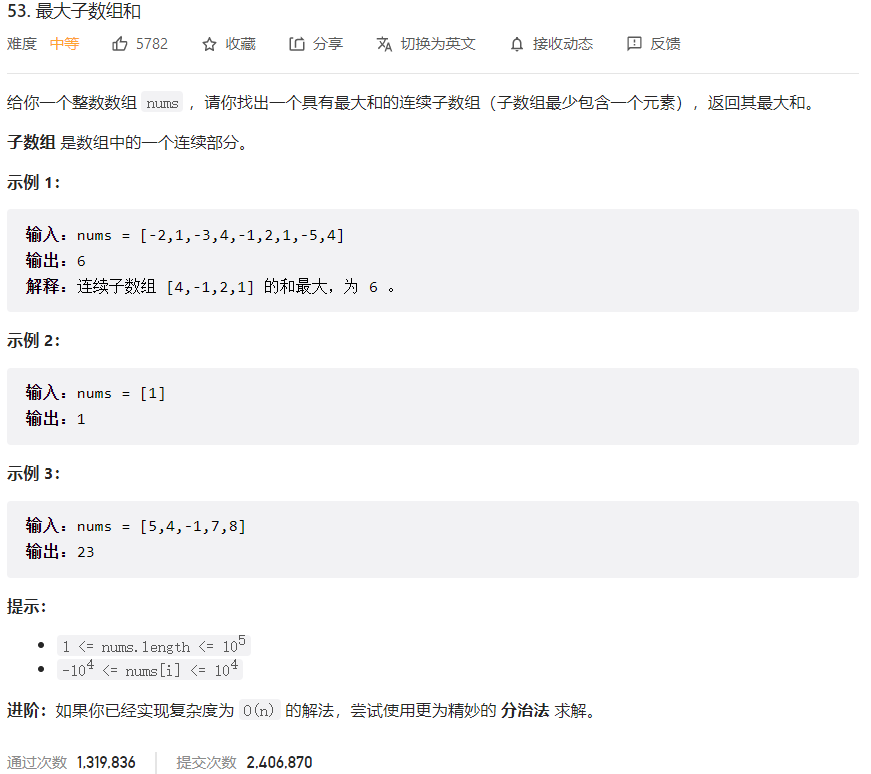 53. 最大子数组和
难度 中等 5782 收藏 分享 切换为英文 接收动态 反馈
给你一个整数数组 nums ，请你找出一个具有最大和的连续子数组（子数组最少包含一个元素），返回其最大和。
子数组 是数组中的一个连续部分。
示例 1：
输入：nums = [-2,1,-3,4,-1,2,1,-5,4]
输出：6
解释：连续子数组 [4,-1,2,1] 的和最大，为 6 。
示例 2：
输入：nums = [1]
输出：1
示例 3：
输入：nums = [5,4,-1,7,8]
输出：23
提示：
• 1 <= nums.length <= 10⁵
• -10⁴ <= nums[i] <= 10⁴
进阶：如果你已经实现复杂度为 O(n) 的解法，尝试使用更为精妙的 分治法 求解。
通过次数 1,319,836 提交次数 2,406,870